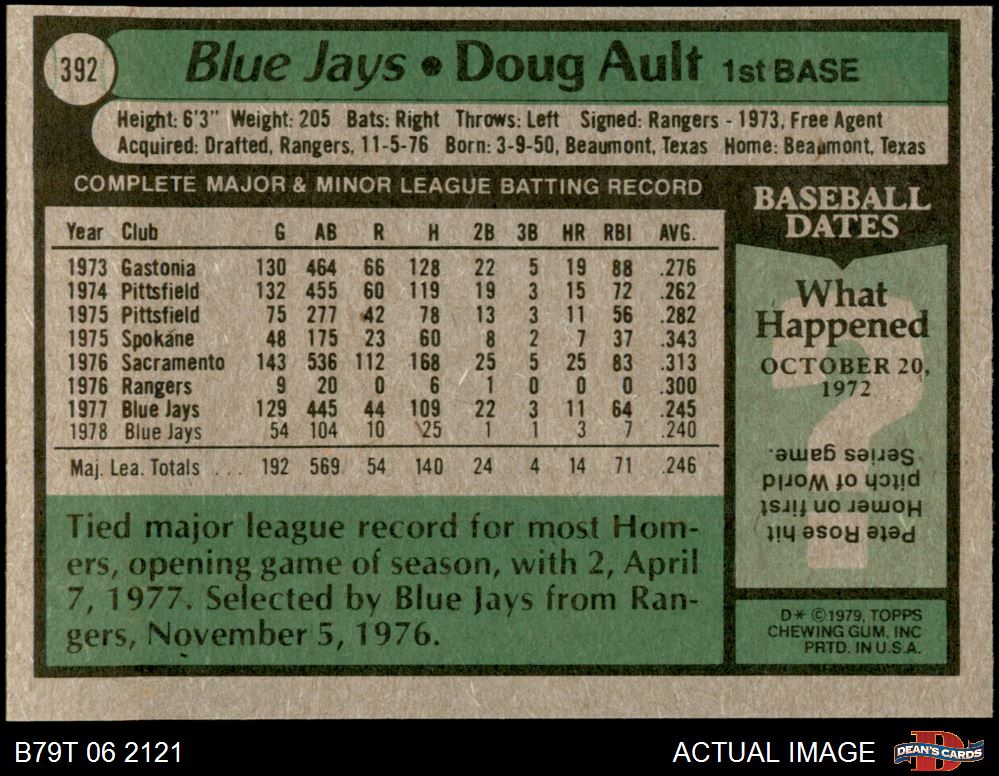 392
Blue Jays • Doug Ault 1st BASE
Height: 6'3" Weight: 205 Bats: Right Throws: Left Signed: Rangers - 1973, Free Agent
Acquired: Drafted, Rangers, 11-5-76 Born: 3-9-50, Beaumont, Texas Home: Beaumont, Texas
COMPLETE MAJOR & MINOR LEAGUE BATTING RECORD
Year Club G AB R H 2B 3B HR RBI AVG.
1973 Gastonia 130 464 66 128 22 5 19 88 .276
1974 Pittsfield 132 455 60 119 19 3 15 72 .262
1975 Pittsfield 75 277 42 78 13 3 11 56 .282
1975 Spokane 48 175 23 60 8 2 7 37 .343
1976 Sacramento 143 536 112 168 25 5 25 83 .313
1976 Rangers 9 20 0 6 1 0 0 0 .300
1977 Blue Jays 129 445 44 109 22 3 11 64 .245
1978 Blue Jays 54 104 10 25 1 1 3 7 .240
Maj. Lea. Totals ... 192 569 54 140 24 4 14 71 .246
Tied major league record for most Hom-
ers, opening game of season, with 2, April
7, 1977. Selected by Blue Jays from Ran-
gers, November 5, 1976.
BASEBALL
DATES
What
Happened
OCTOBER 20,
1972
?
Pete Rose hit
Homer on first
pitch of World
Series game.
D* ©1979, TOPPS
CHEWING GUM, INC
PRTD. IN U.S.A.
B79T 06 2121
ACTUAL IMAGE
D
DEAN'S CARDS